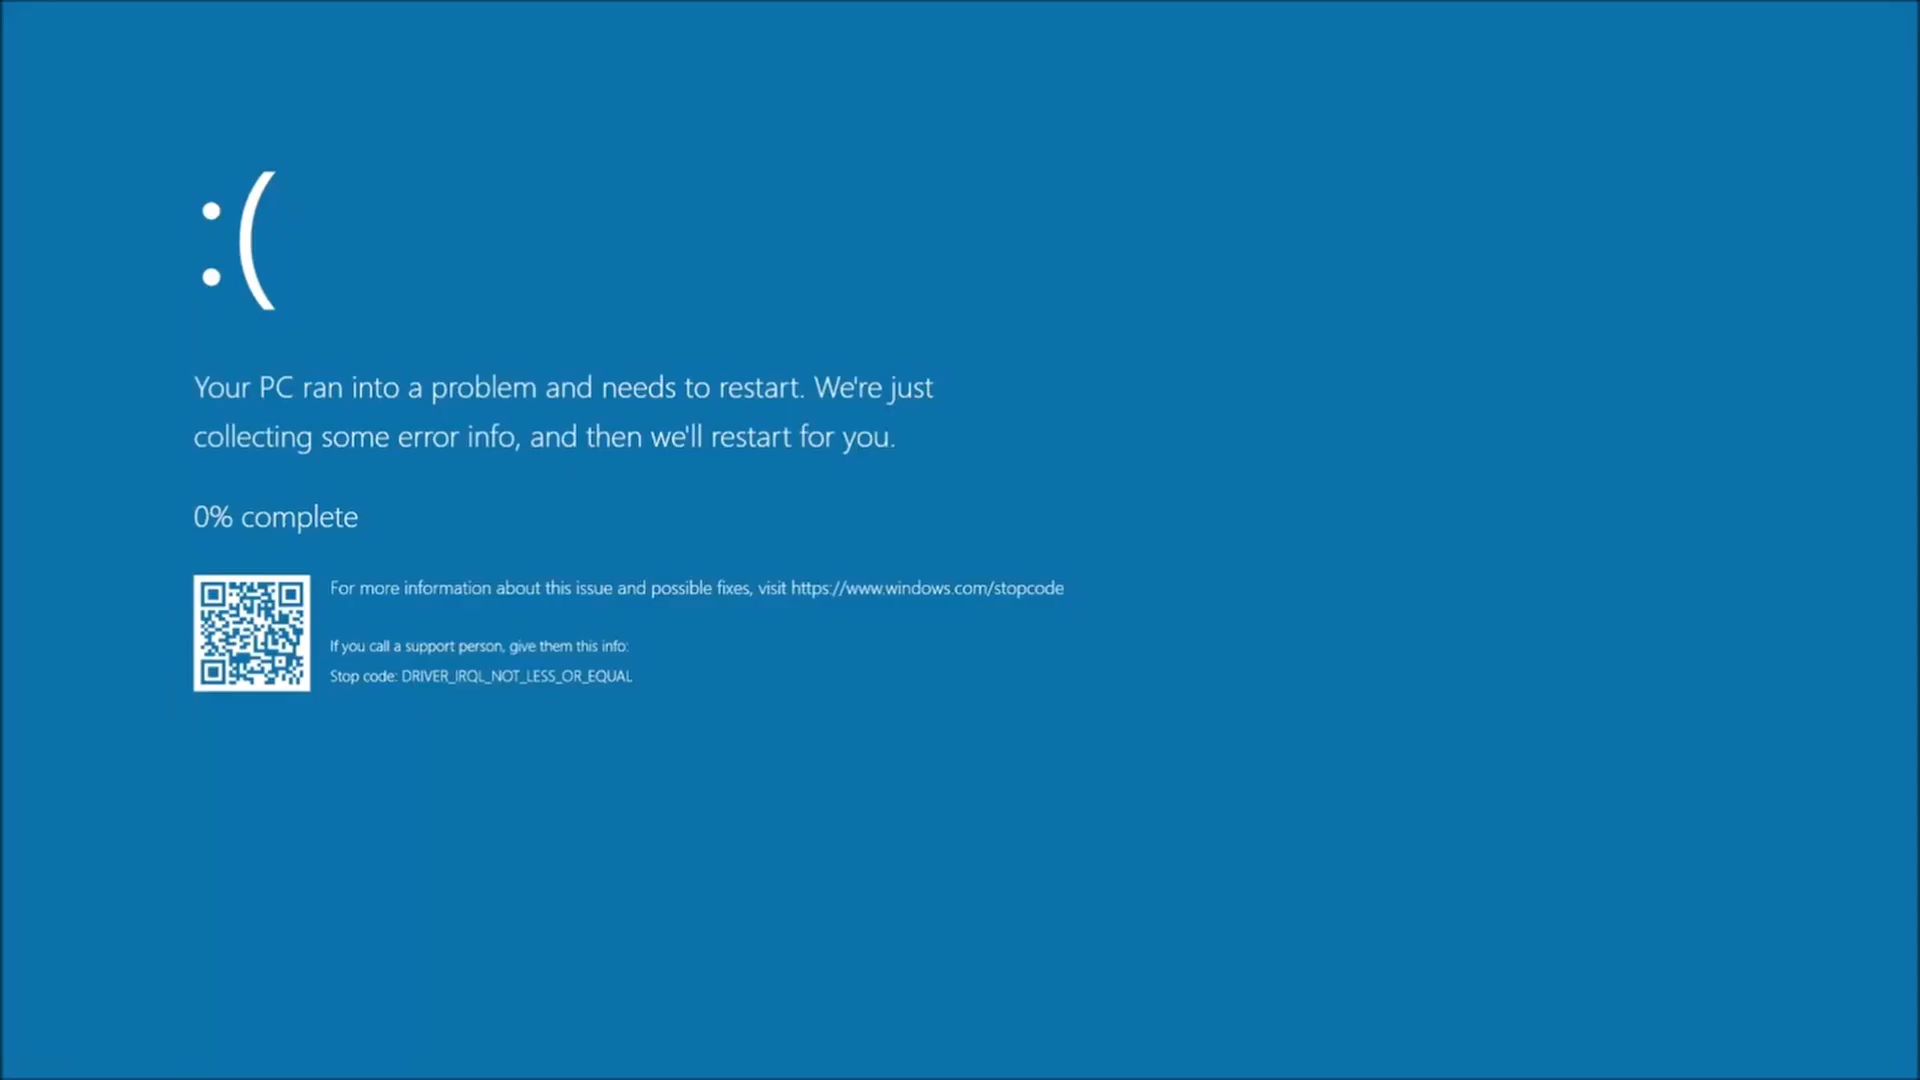 :(
Your PC ran into a problem and needs to restart. We're just
collecting some error info, and then we'll restart for you.
0% complete
For more information about this issue and possible fixes, visit https://www.windows.com/stopcode
If you call a support person, give them this info:
Stop code: DRIVER_IRQL_NOT_LESS_OR_EQUAL